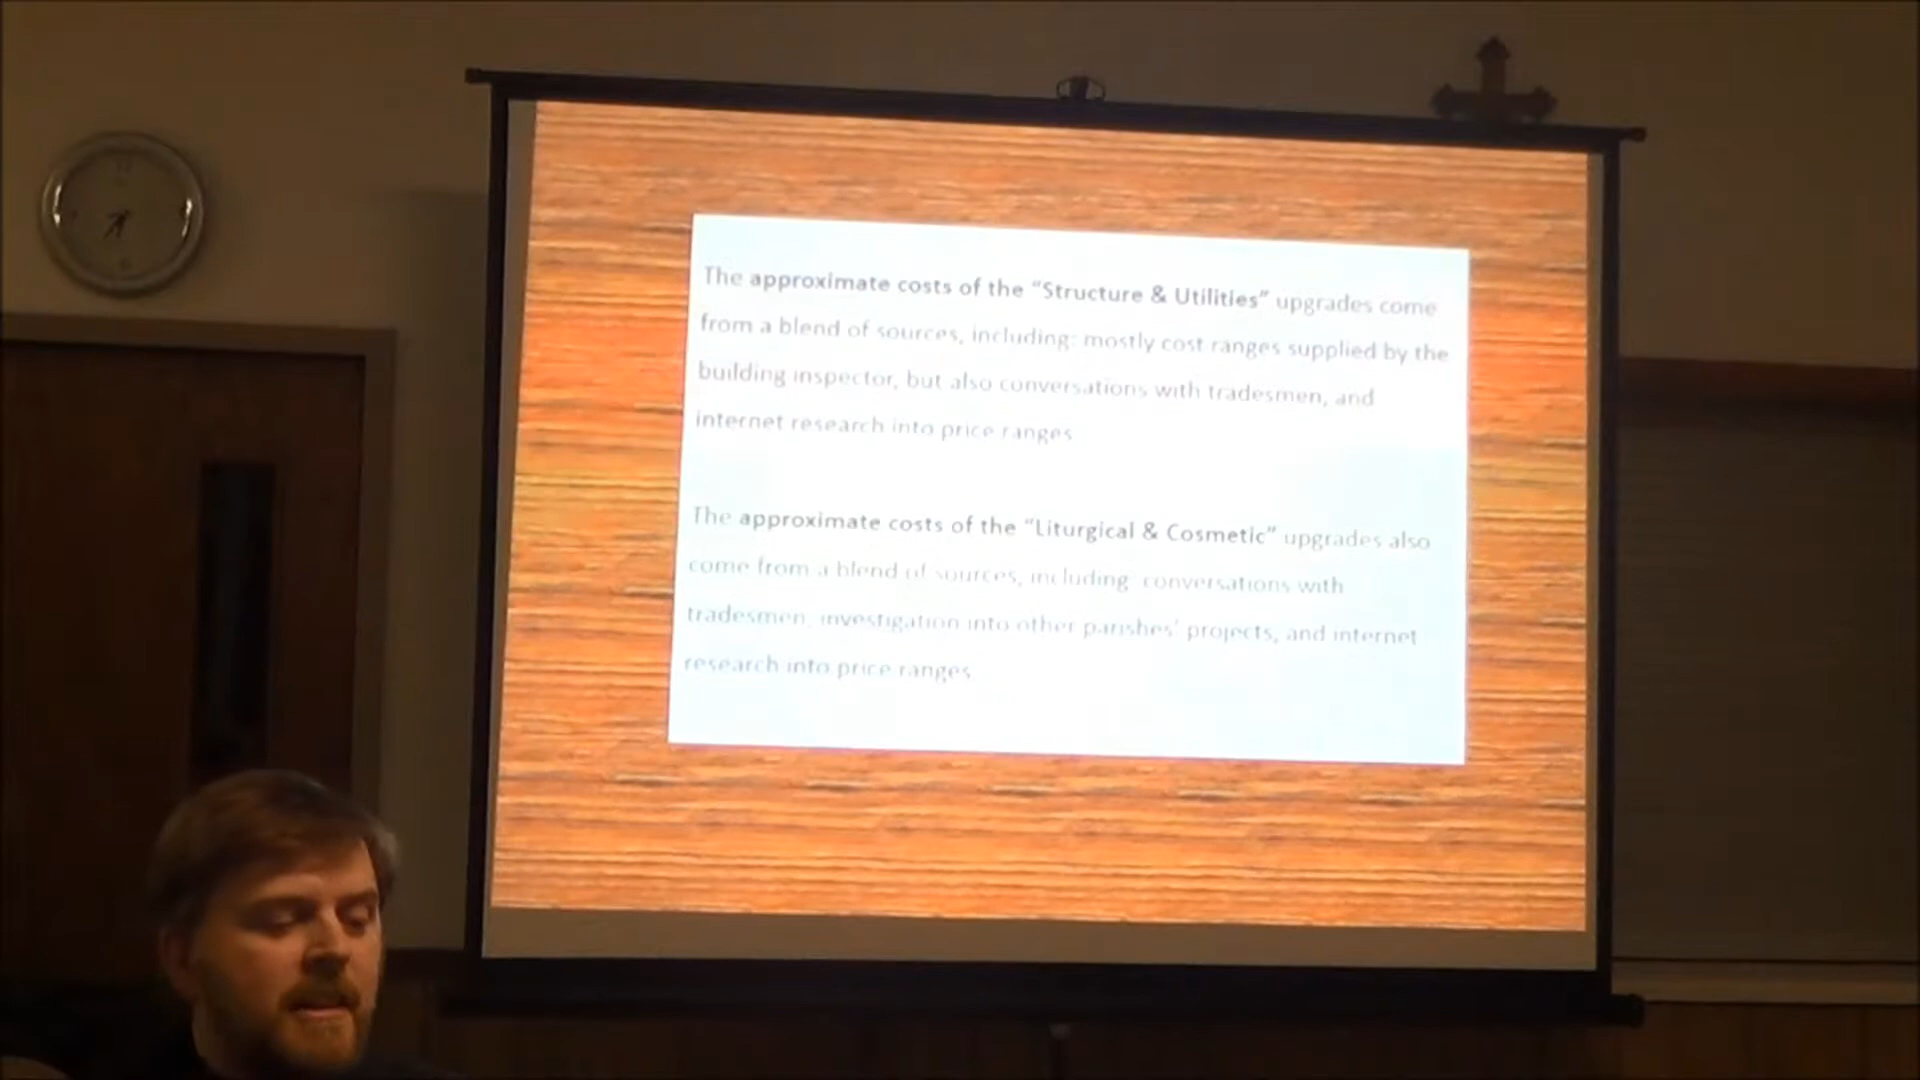 The approximate costs of the “Structure & Utilities” upgrades come
from a blend of sources, including: mostly cost ranges supplied by the
building inspector, but also conversations with tradesmen, and
internet research into price ranges
The approximate costs of the “Liturgical & Cosmetic” upgrades also
come from a blend of sources, including: conversations with
tradesmen, investigation into other parishes’ projects, and internet
research into price ranges